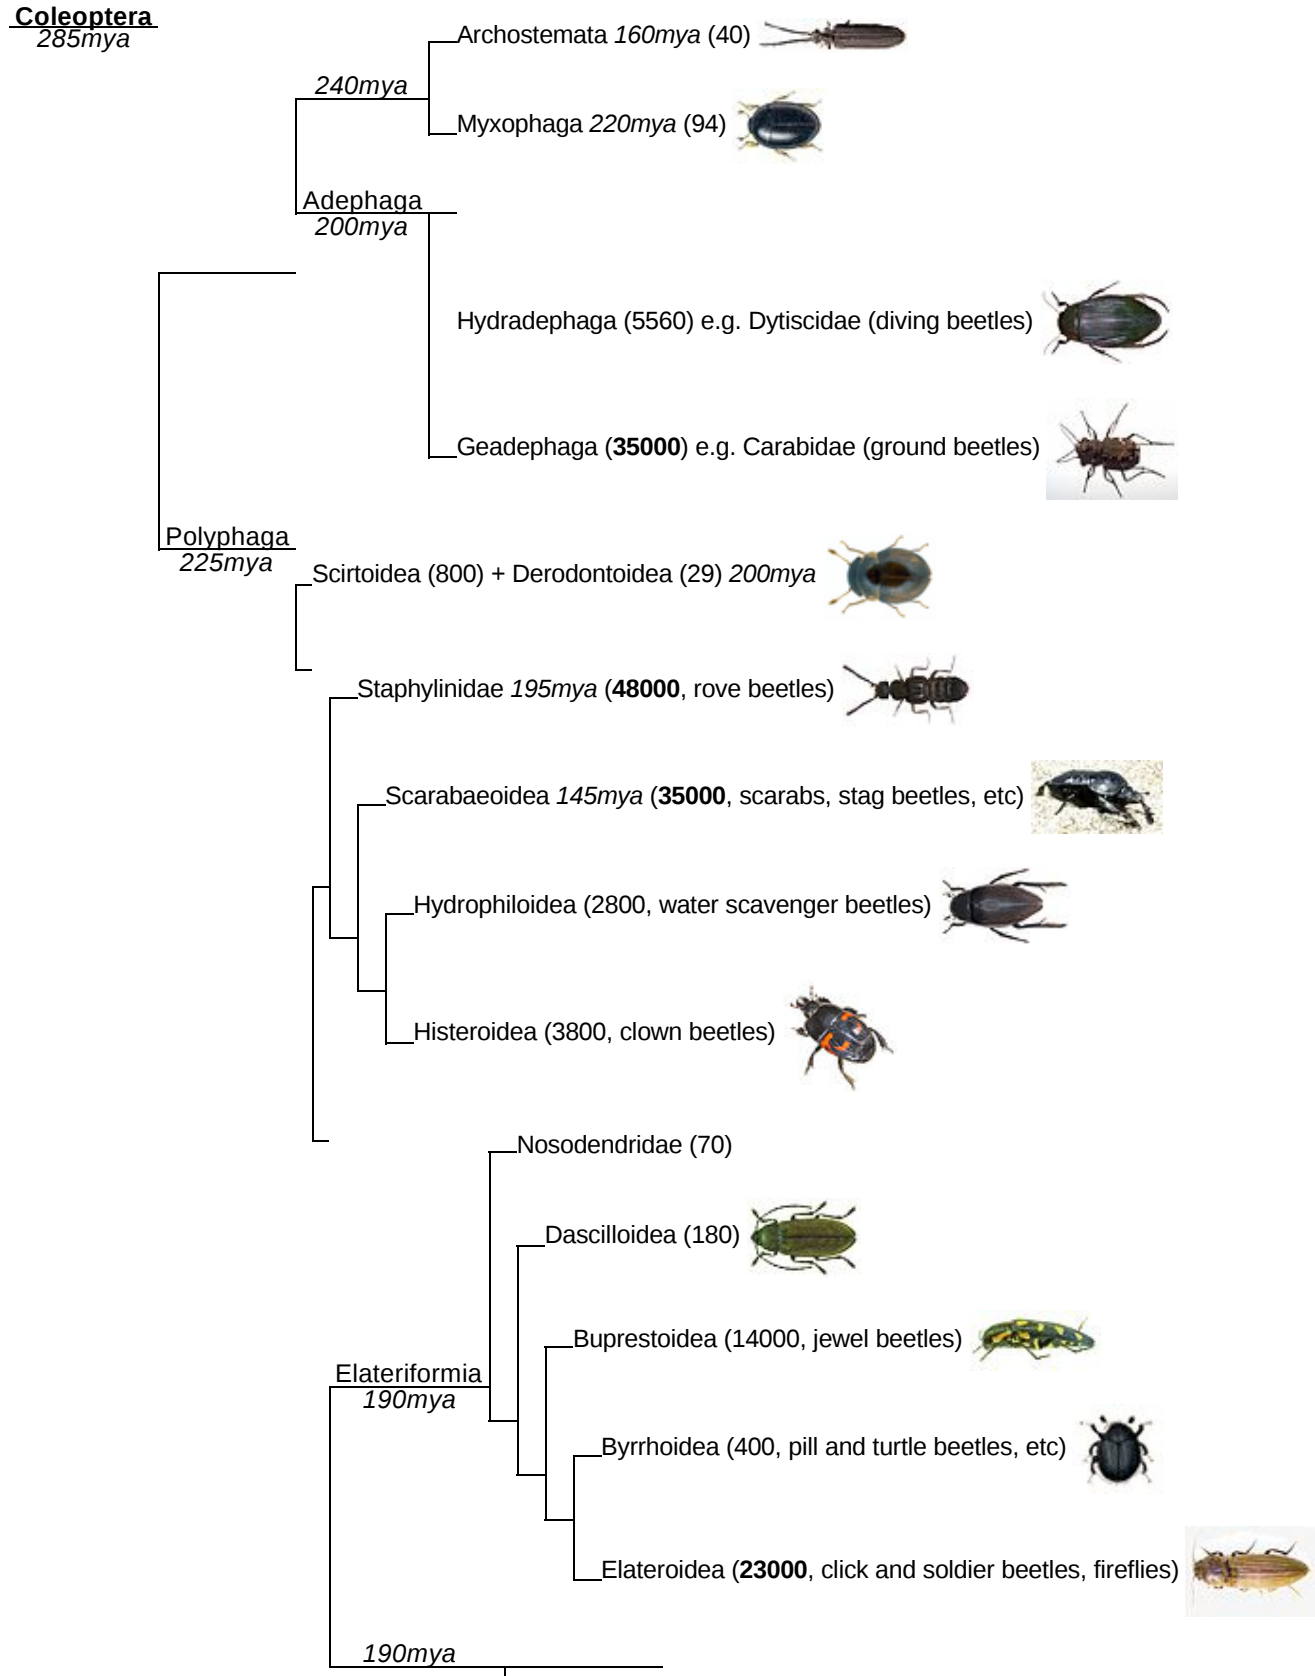 Coleoptera
285mya
Archostemata 160mya (40)
240mya
Myxophaga 220mya (94)
Adephaga
200mya
Hydradephaga (5560) e.g. Dytiscidae (diving beetles)
Geadephaga (35000) e.g. Carabidae (ground beetles)
Polyphaga
225mya
Scirtoidea (800) + Derodontoidea (29) 200mya
Staphylinidae 195mya (48000, rove beetles)
Scarabaeoidea 145mya (35000, scarabs, stag beetles, etc)
Hydrophiloidea (2800, water scavenger beetles)
Histeroidea (3800, clown beetles)
Nosodendridae (70)
Dascilloidea (180)
Buprestoidea (14000, jewel beetles)
Elateriformia
190mya
Byrrhoidea (400, pill and turtle beetles, etc)
Elateroidea (23000, click and soldier beetles, fireflies)
190mya